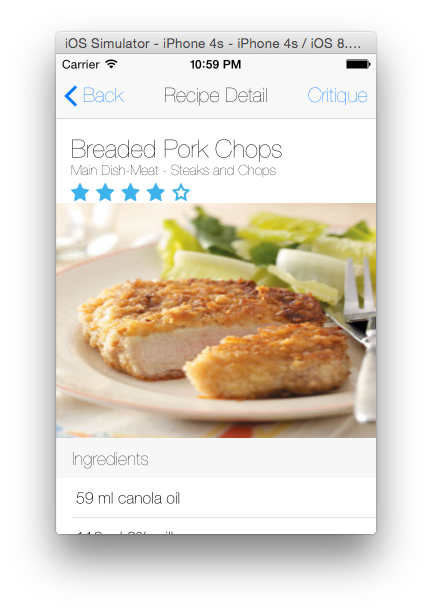 iOS Simulator - iPhone 4s - iPhone 4s / iOS 8....
Carrier 10:59 PM
Back Recipe Detail Critique
Breaded Pork Chops
Main Dish-Meat - Steaks and Chops
Ingredients
59 ml canola oil